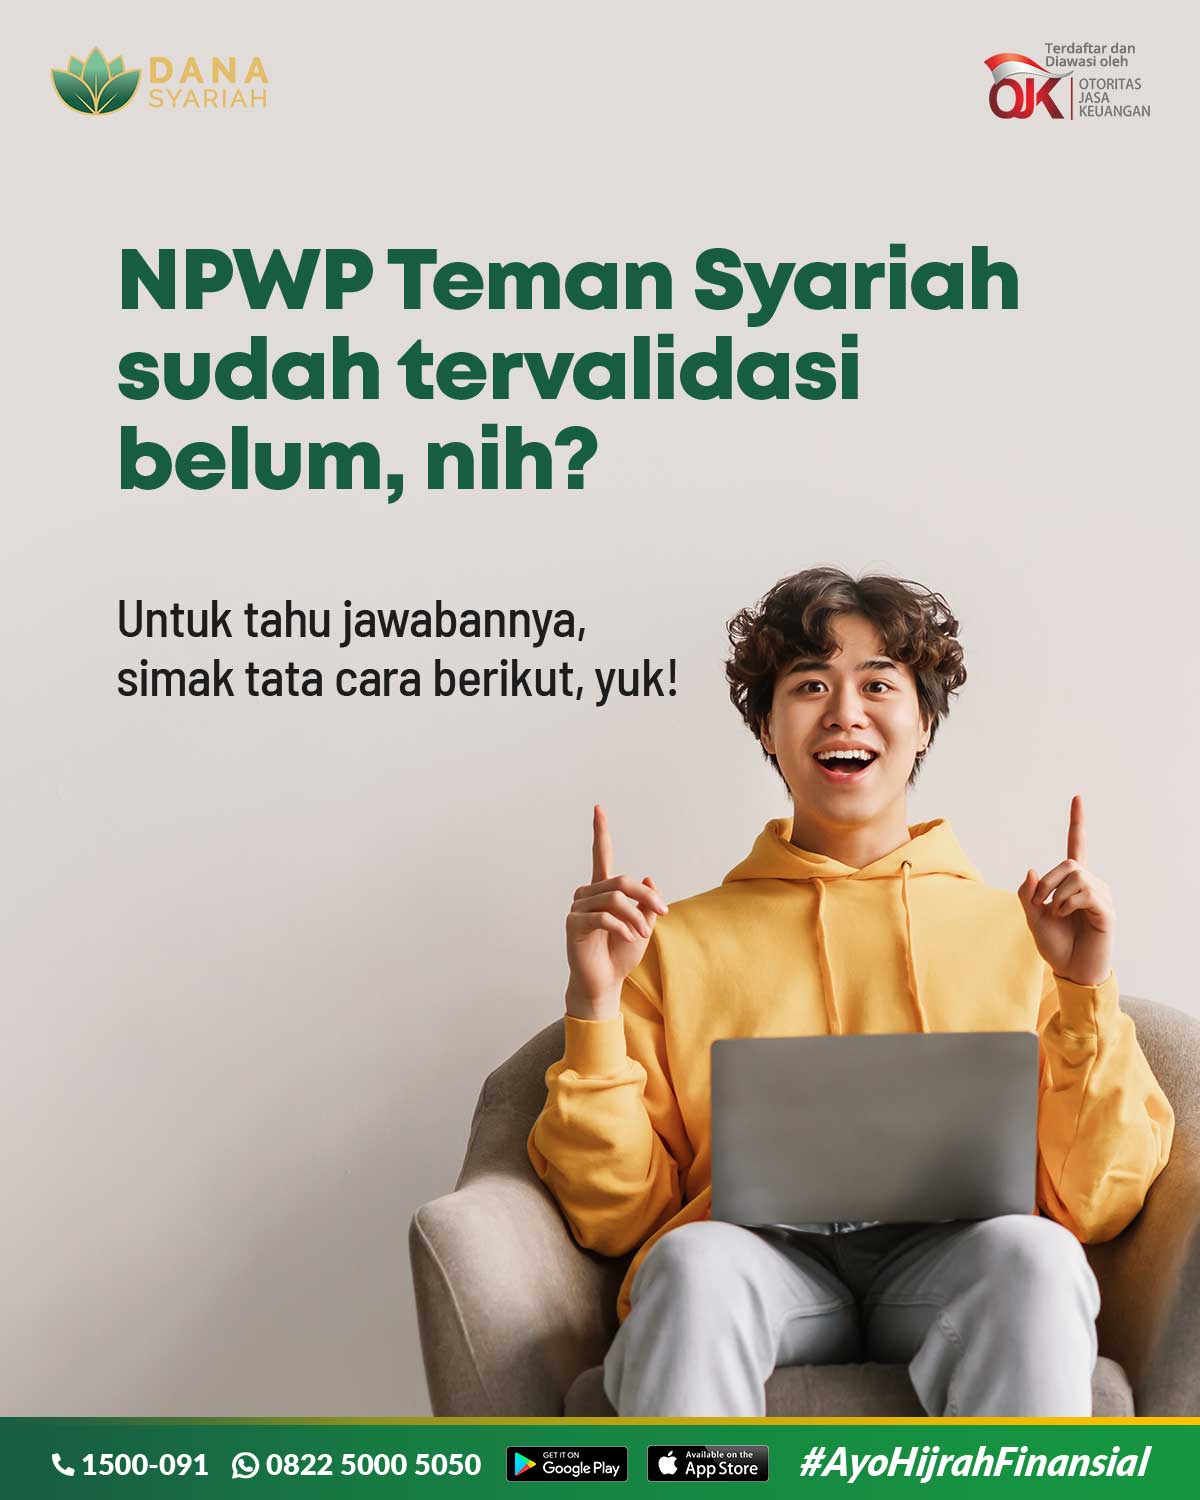 DANA
SYARIAH
Terdaftar dan
Diawasi oleh
OJK
OTORITAS
JASA
KEUANGAN
NPWP Teman Syariah
sudah tervalidasi
belum, nih?
Untuk tahu jawabannya,
simak tata cara berikut, yuk!
1500-091
0822 5000 5050
GET IT ON
Google Play
Available on the
App Store
#AyoHijrahFinansial